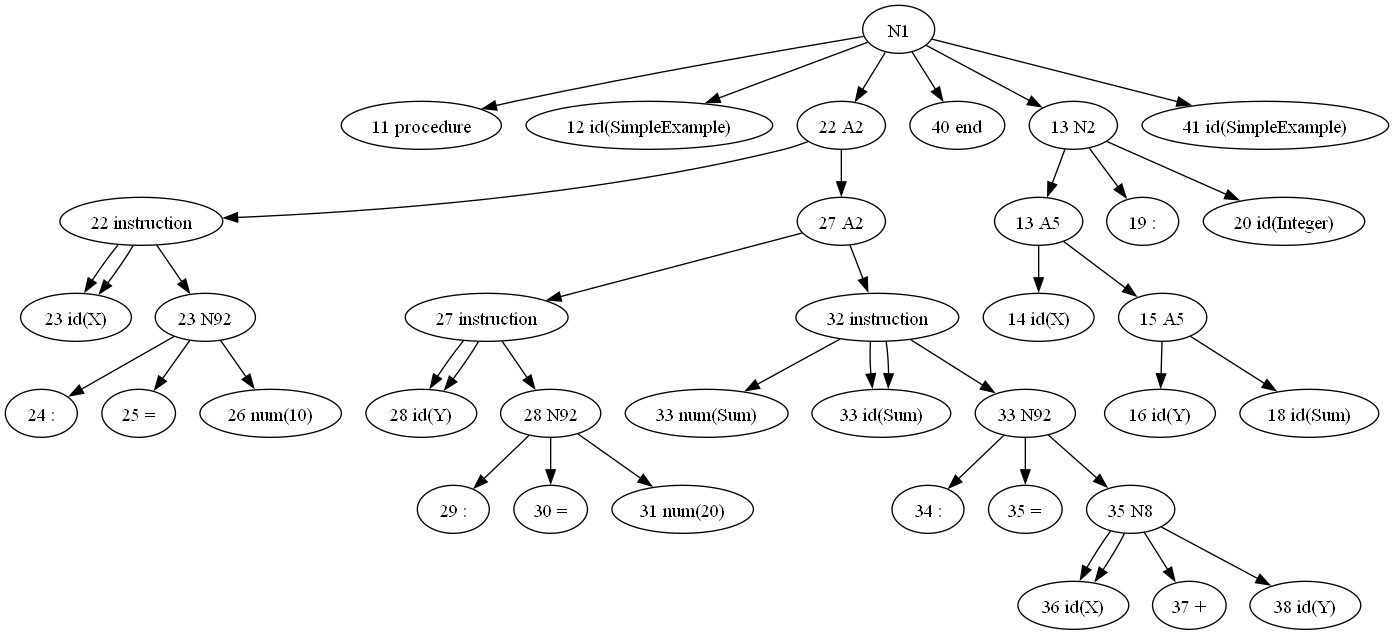 N1
11 procedure
12 id(SimpleExample)
22 A2
40 end
13 N2
41 id(SimpleExample)
22 instruction
27 A2
13 A5
19 :
20 id(Integer)
23 id(X)
23 N92
27 instruction
32 instruction
14 id(X)
15 A5
24 :
25 =
26 num(10)
28 id(Y)
28 N92
33 num(Sum)
33 id(Sum)
33 N92
16 id(Y)
18 id(Sum)
29 :
30 =
31 num(20)
34 :
35 =
35 N8
36 id(X)
37 +
38 id(Y)